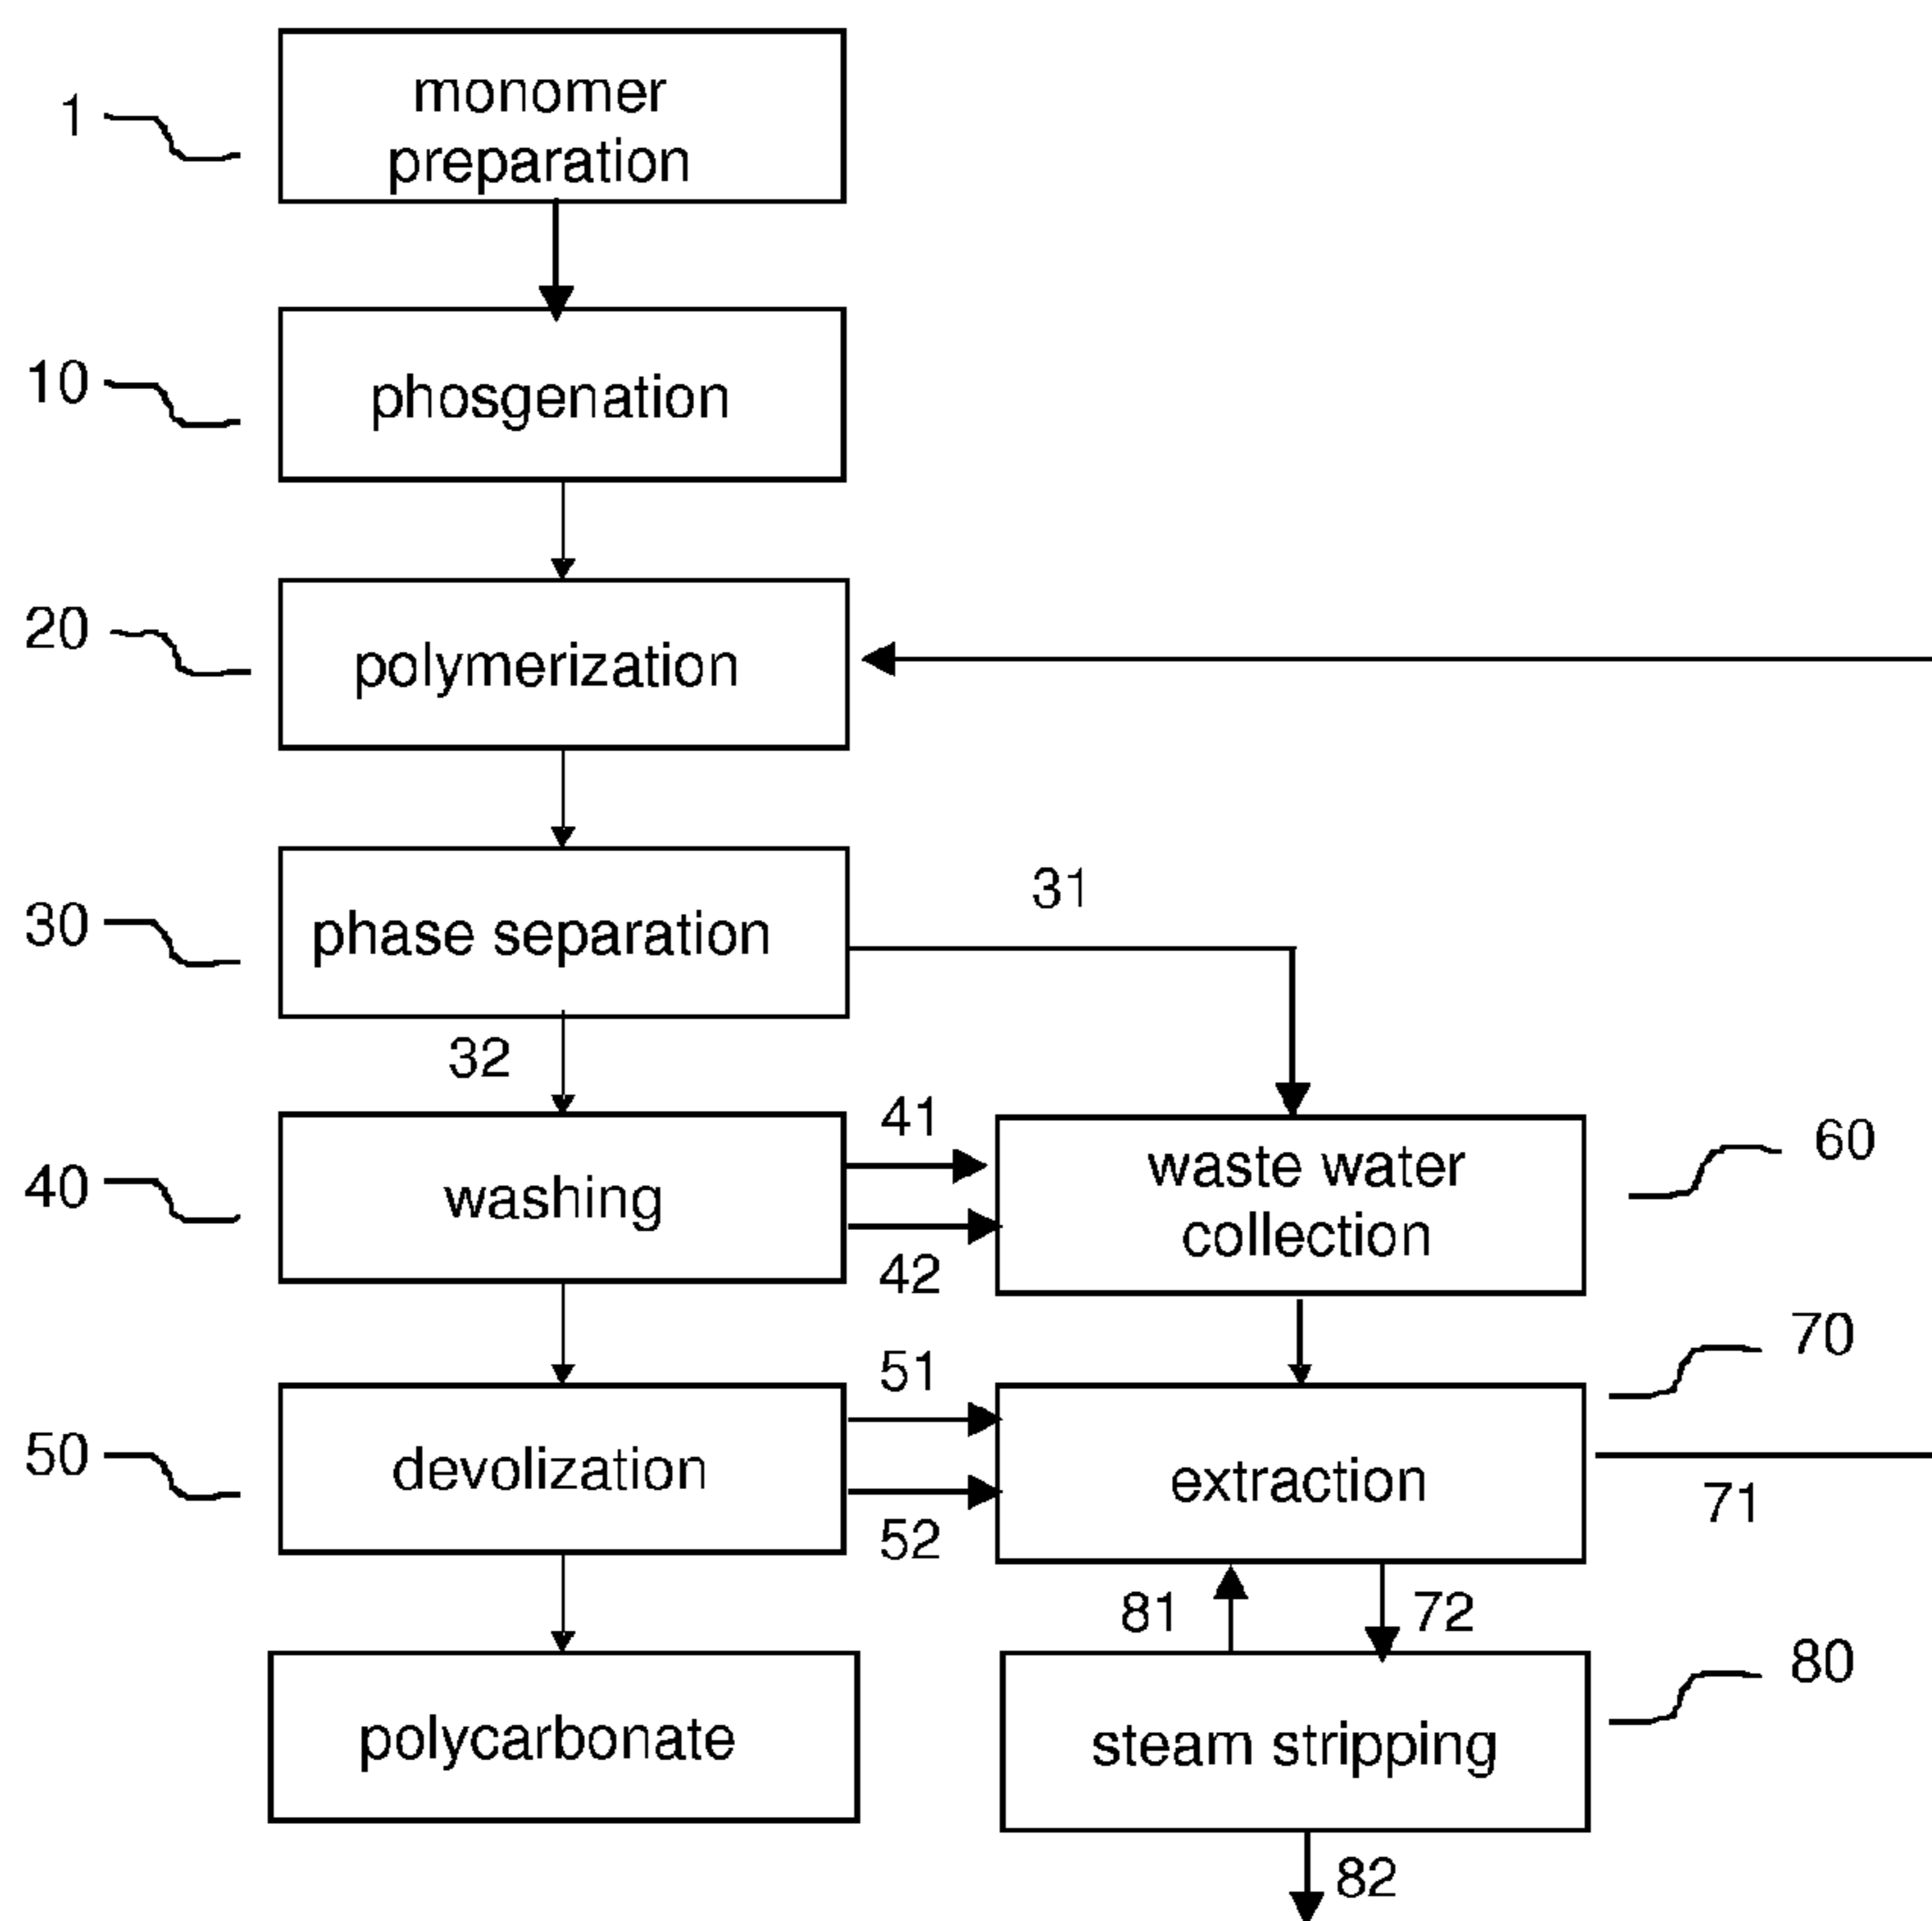 monomer
preparation
1
phosgenation
10
polymerization
20
phase separation
30
31
32
washing
40
41
42
waste water
collection
60
devolization
50
51
52
extraction
70
71
81
72
polycarbonate
steam stripping
80
82